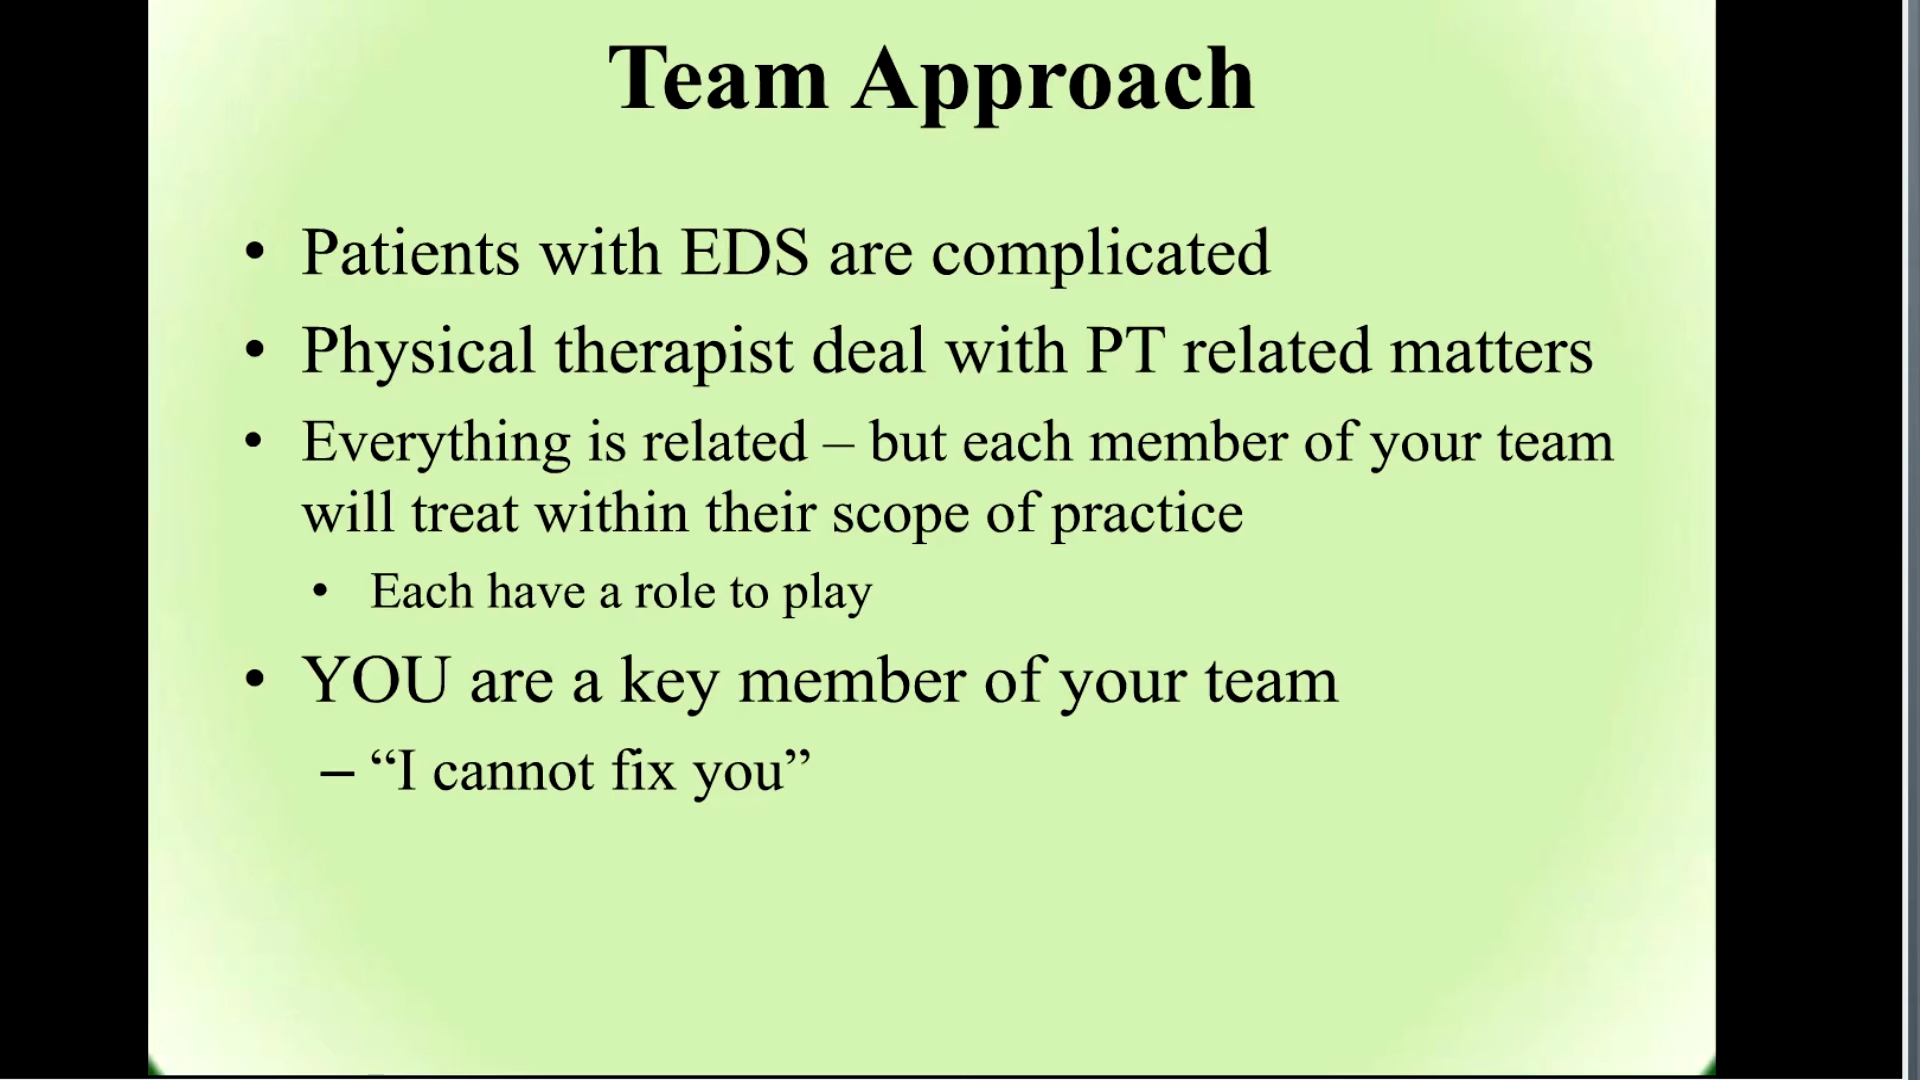 Team Approach
• Patients with EDS are complicated
• Physical therapist deal with PT related matters
• Everything is related – but each member of your team
will treat within their scope of practice
• Each have a role to play
• YOU are a key member of your team
– “I cannot fix you”